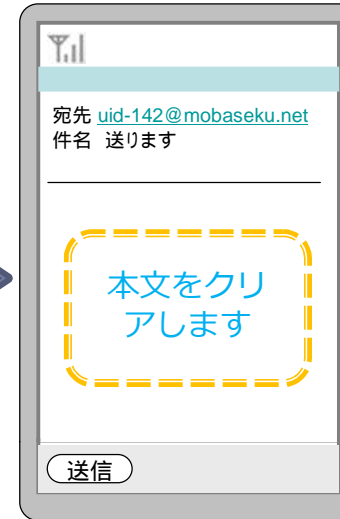 宛先 uid-142@mobaseku.net
件名 送ります
本文をクリ
アします
送信